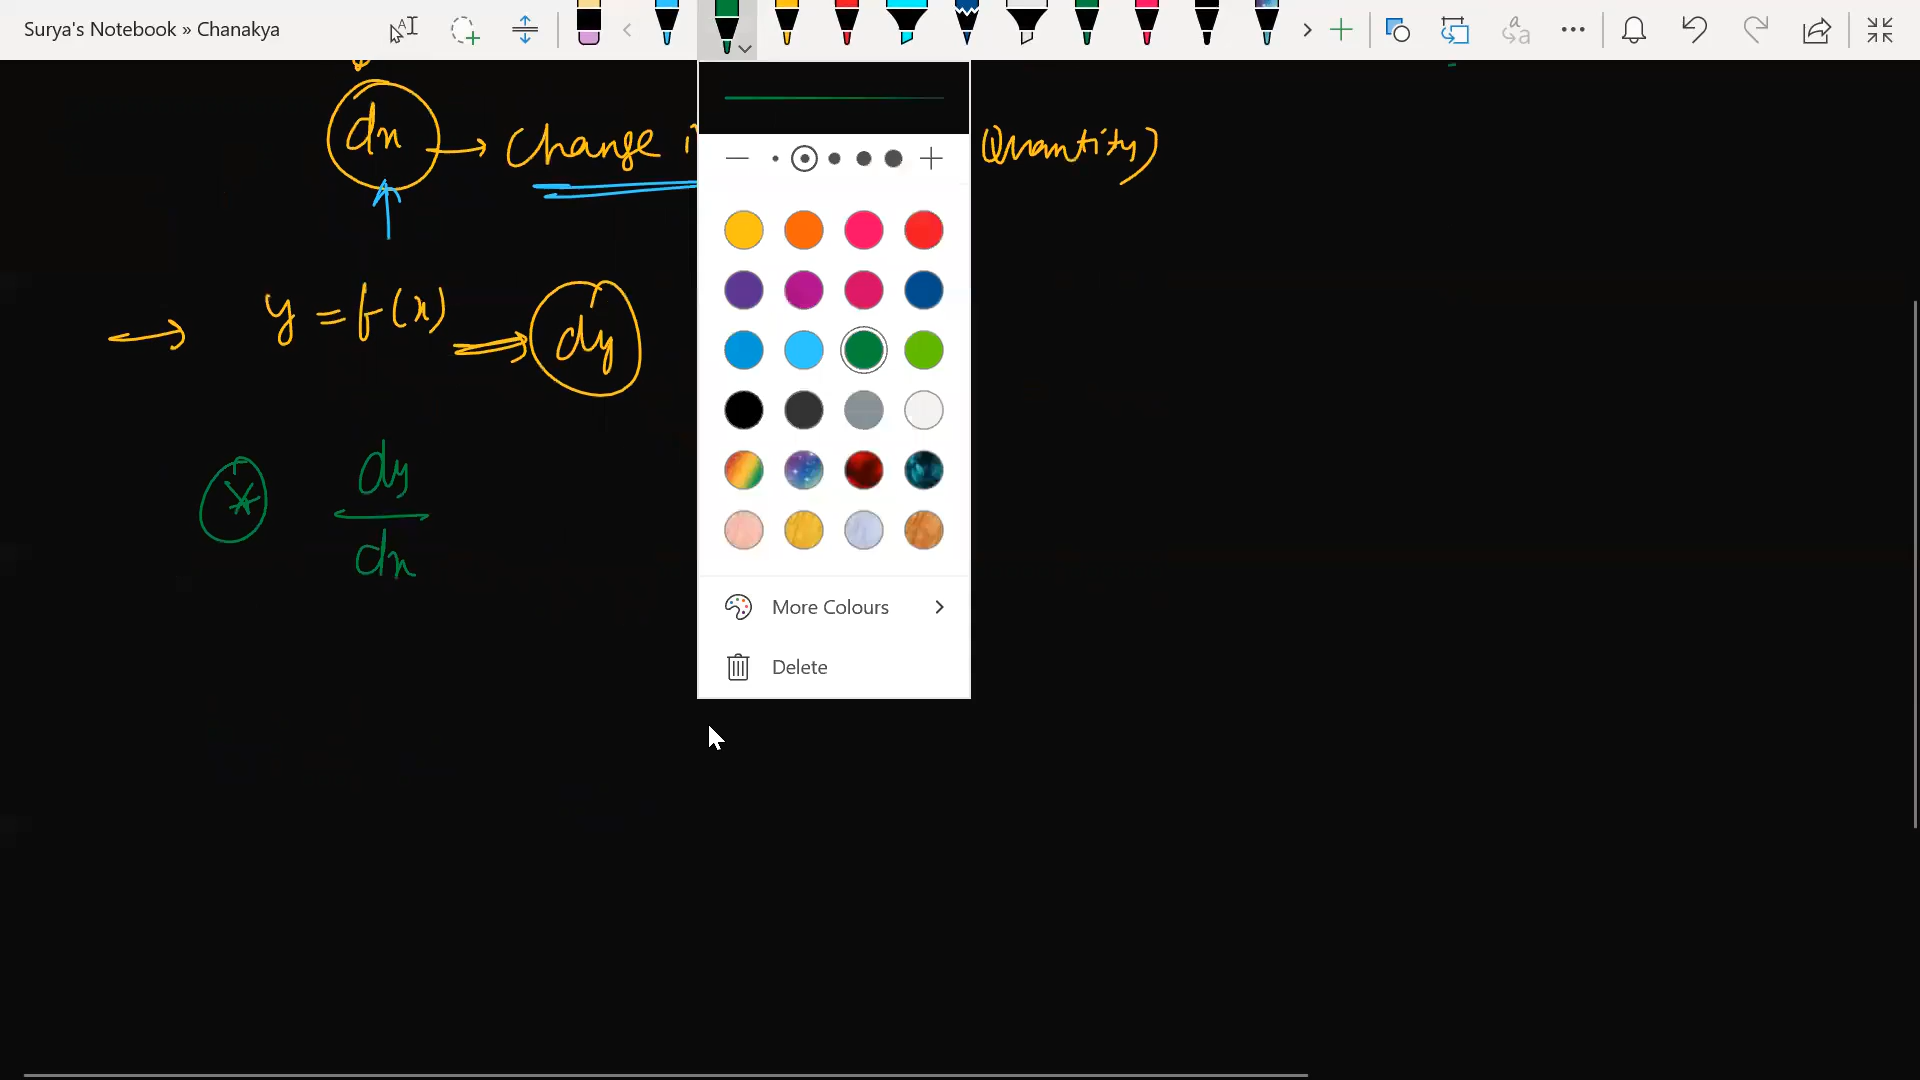 Surya's Notebook » Chanakya
dx → Change i Quantity)
→ y = f(x) ⇒ dy
* dy
dx
More Colours
Delete